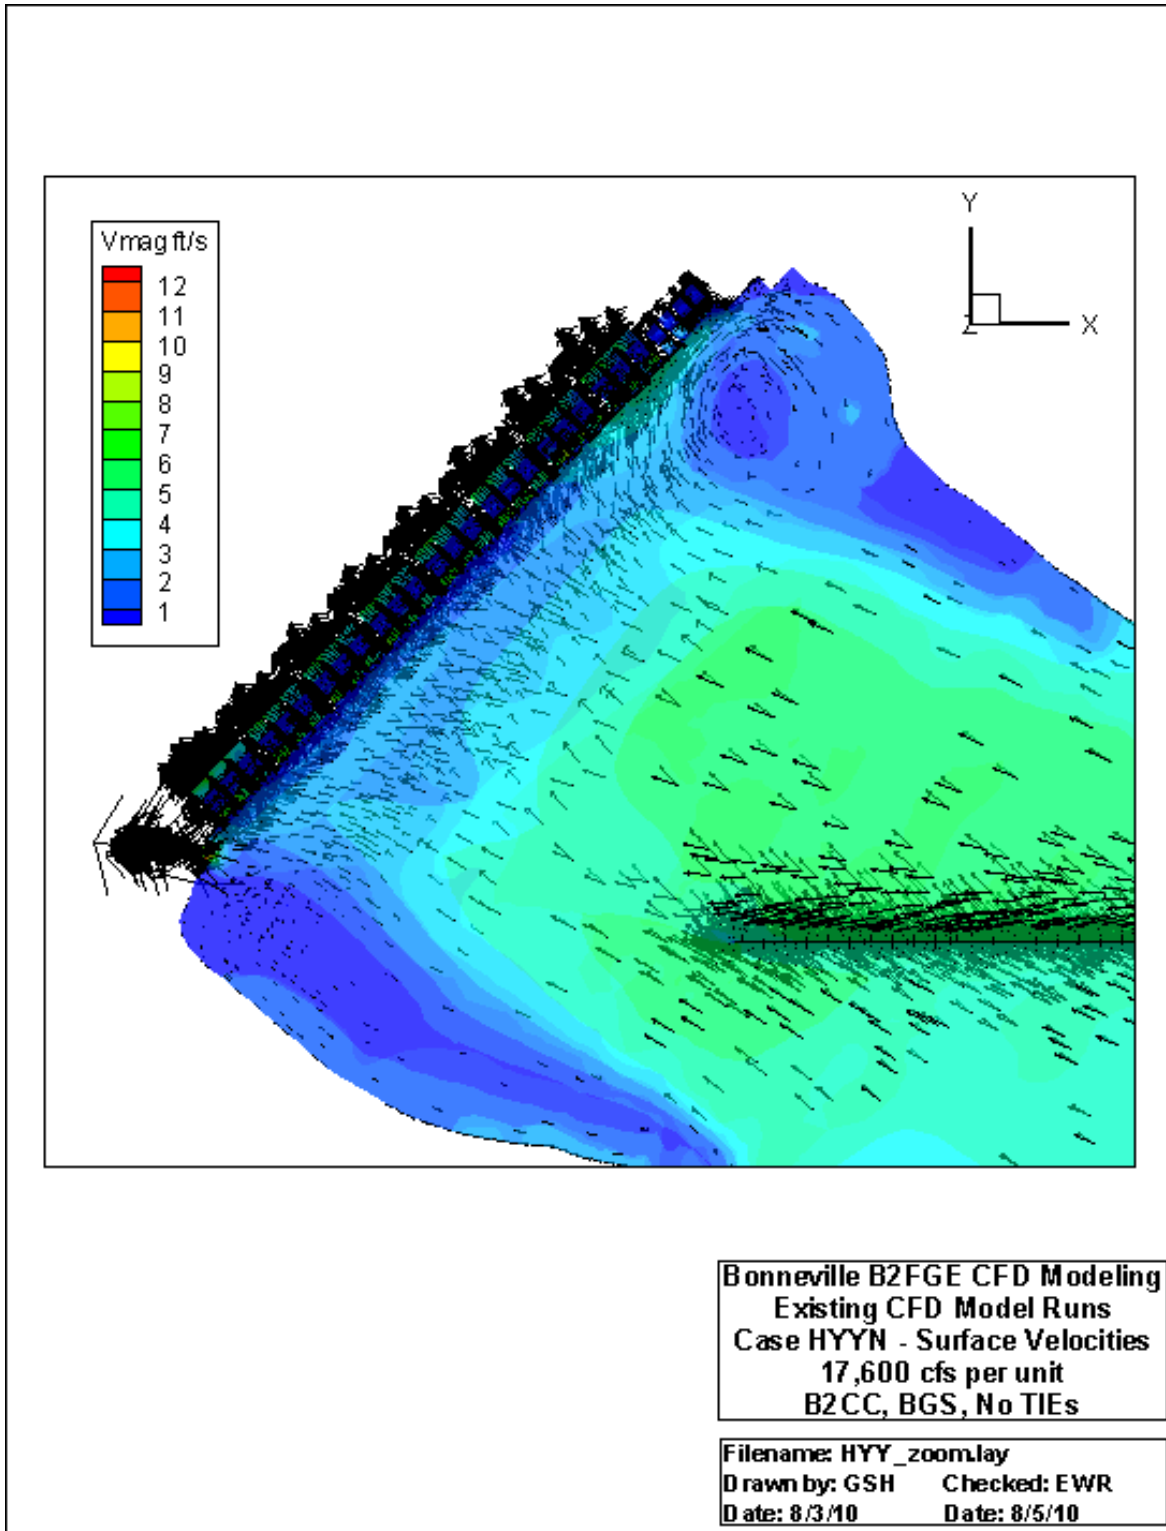 Vmag ft/s
12
11
10
9
8
7
6
5
4
3
2
1
Y
Z
X
Bonneville B2FGE CFD Modeling
Existing CFD Model Runs
Case HYYN - Surface Velocities
17,600 cfs per unit
B2CC, BGS, No TIEs
Filename: HYY_zoom.lay
Drawn by: GSH Checked: EWR
Date: 8/3/10 Date: 8/5/10